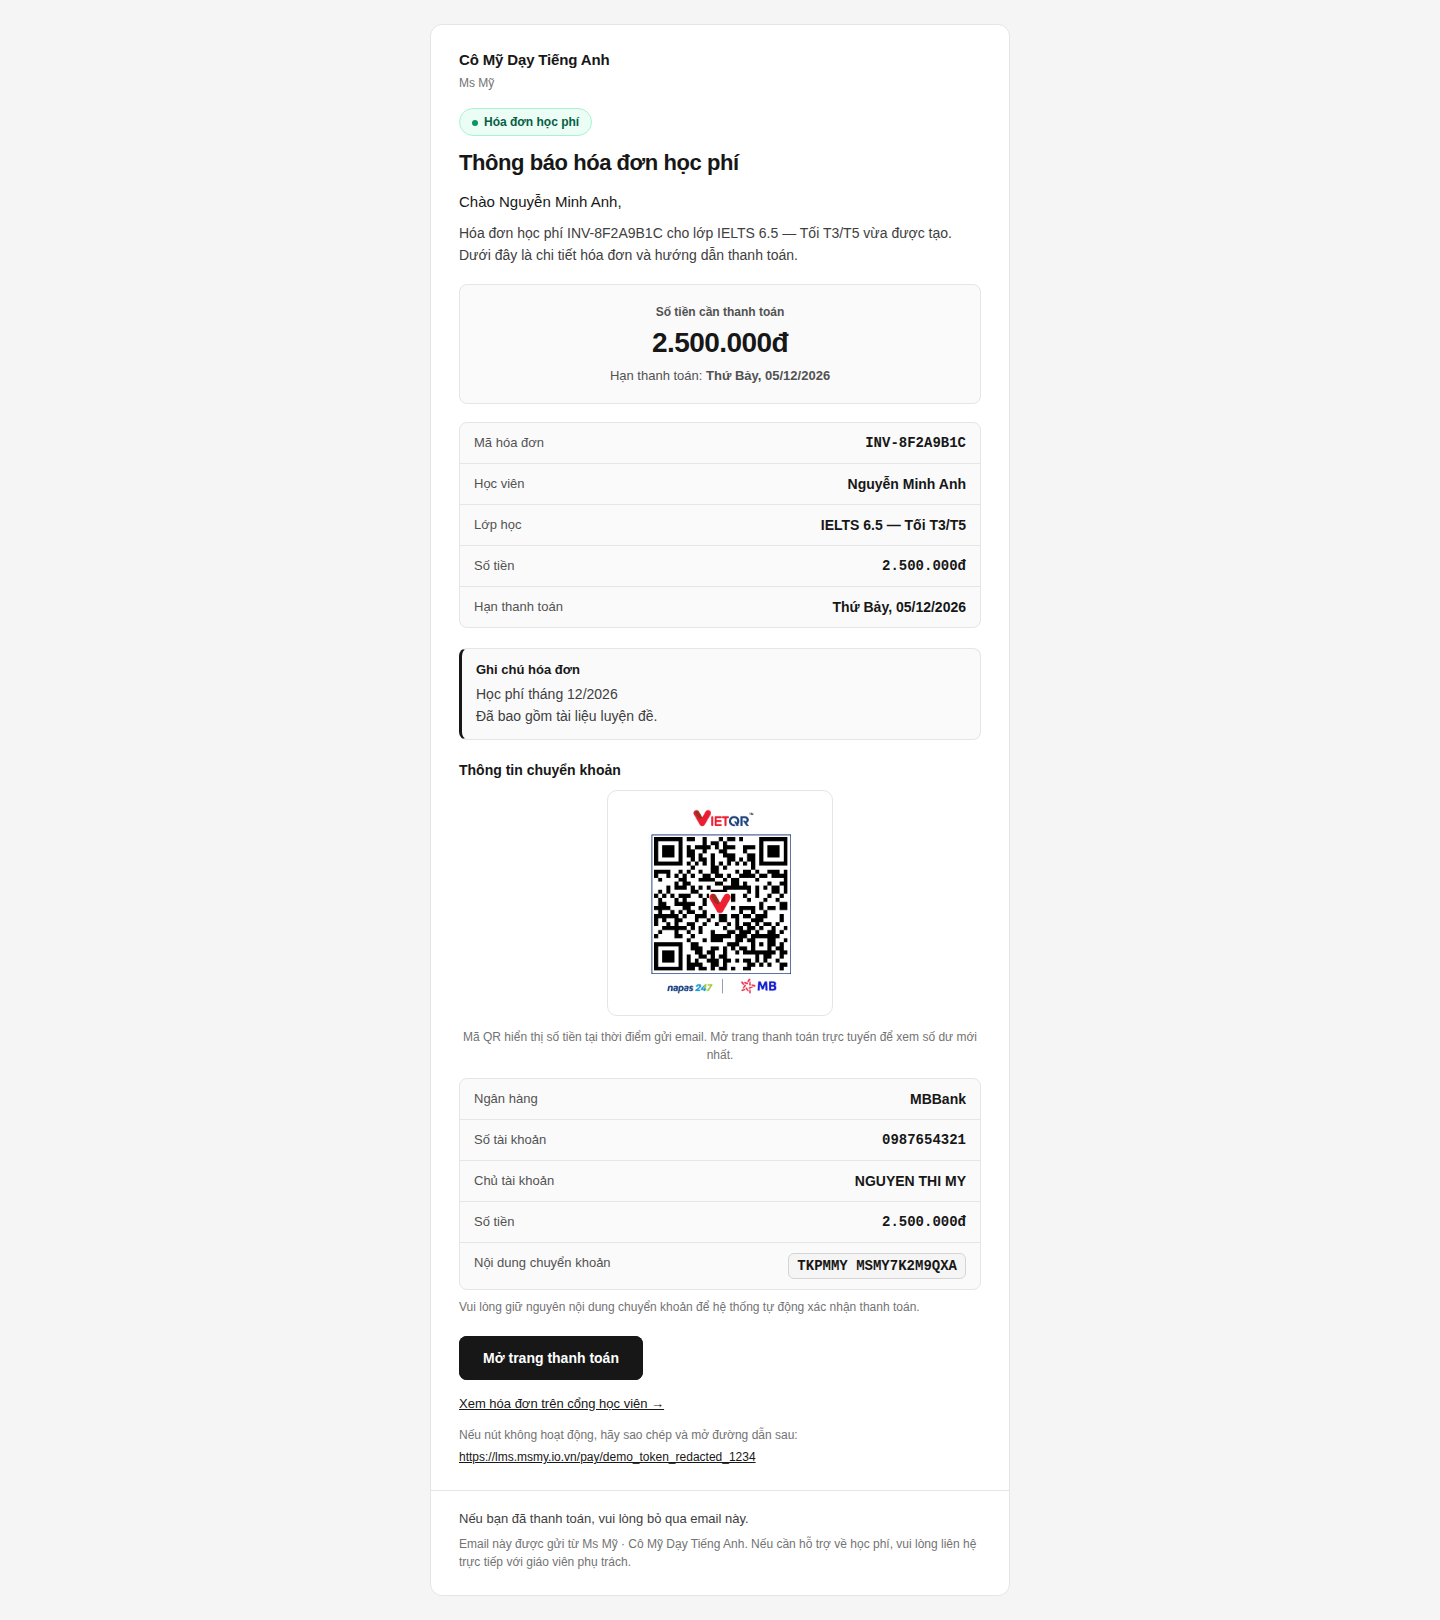 Cô Mỹ Dạy Tiếng Anh
Ms Mỹ
Hóa đơn học phí
Thông báo hóa đơn học phí
Chào Nguyễn Minh Anh,
Hóa đơn học phí INV-8F2A9B1C cho lớp IELTS 6.5 — Tối T3/T5 vừa được tạo.
Dưới đây là chi tiết hóa đơn và hướng dẫn thanh toán.
Số tiền cần thanh toán
2.500.000đ
Hạn thanh toán: Thứ Bảy, 05/12/2026
Mã hóa đơn INV-8F2A9B1C
Học viên Nguyễn Minh Anh
Lớp học IELTS 6.5 — Tối T3/T5
Số tiền 2.500.000đ
Hạn thanh toán Thứ Bảy, 05/12/2026
Ghi chú hóa đơn
Học phí tháng 12/2026
Đã bao gồm tài liệu luyện đề.
Thông tin chuyển khoản
VIETQR™
napas 247 | MB
Mã QR hiển thị số tiền tại thời điểm gửi email. Mở trang thanh toán trực tuyến để xem số dư mới
nhất.
Ngân hàng MBBank
Số tài khoản 0987654321
Chủ tài khoản NGUYEN THI MY
Số tiền 2.500.000đ
Nội dung chuyển khoản TKPMMY MSMY7K2M9QXA
Vui lòng giữ nguyên nội dung chuyển khoản để hệ thống tự động xác nhận thanh toán.
Mở trang thanh toán
Xem hóa đơn trên cổng học viên →
Nếu nút không hoạt động, hãy sao chép và mở đường dẫn sau:
https://lms.msmy.io.vn/pay/demo_token_redacted_1234
Nếu bạn đã thanh toán, vui lòng bỏ qua email này.
Email này được gửi từ Ms Mỹ · Cô Mỹ Dạy Tiếng Anh. Nếu cần hỗ trợ về học phí, vui lòng liên hệ
trực tiếp với giáo viên phụ trách.